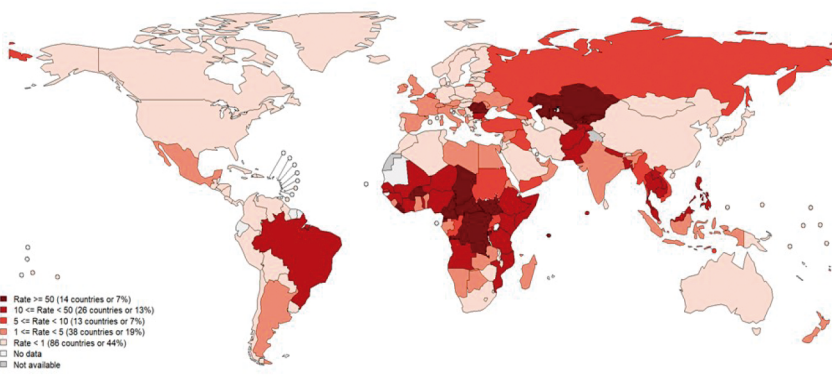 Rate >= 50 (14 countries or 7%)
10 <= Rate < 50 (26 countries or 13%)
5 <= Rate < 10 (13 countries or 7%)
1 <= Rate < 5 (38 countries or 19%)
Rate < 1 (86 countries or 44%)
No data
Not available